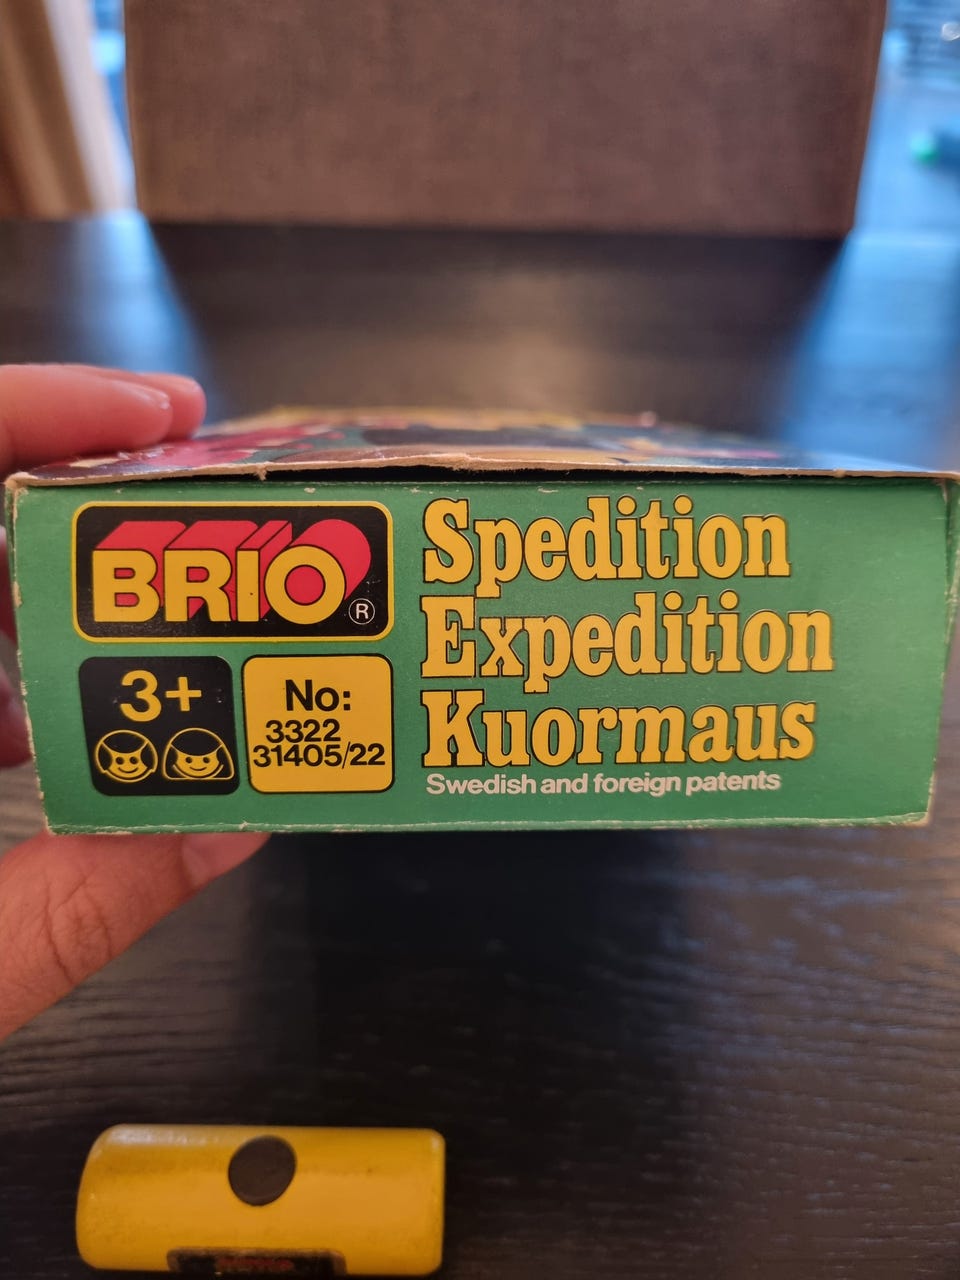 BRIO®
3+
No:
3322
31405/22
Spedition
Expedition
Kuormaus
Swedish and foreign patents